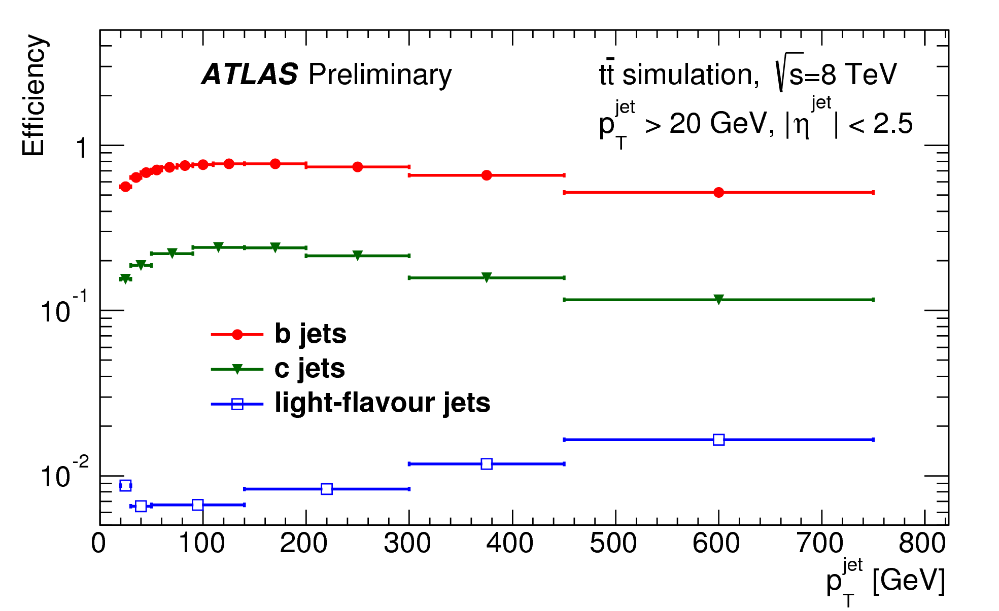 Efficiency
ATLAS Preliminary
tt̄ simulation, √s=8 TeV
p_T^jet > 20 GeV, |η^jet| < 2.5
1
10^-1
10^-2
b jets
c jets
light-flavour jets
0 100 200 300 400 500 600 700 800
p_T^jet [GeV]